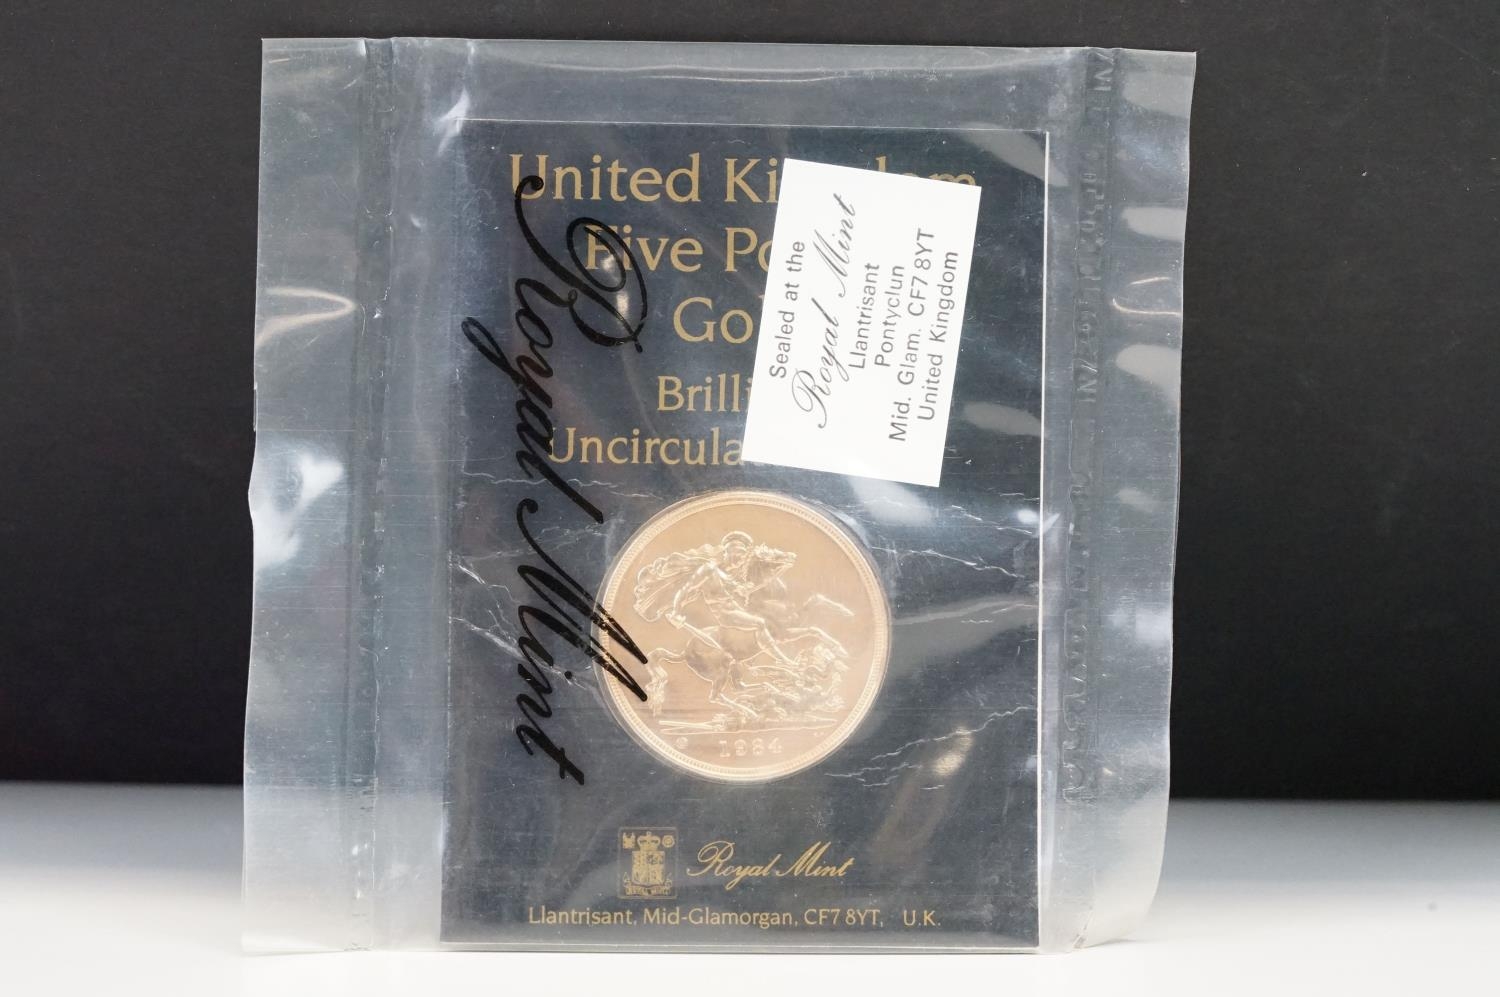 United Ki
Five Po
Gol
Brilli
Uncircula
Sealed at the
Royal Mint
Llantrisant
Pontyclun
Mid. Glam. CF7 8YT
United Kingdom
Royal Mint
1984
Royal Mint
Llantrisant, Mid-Glamorgan, CF7 8YT, U.K.